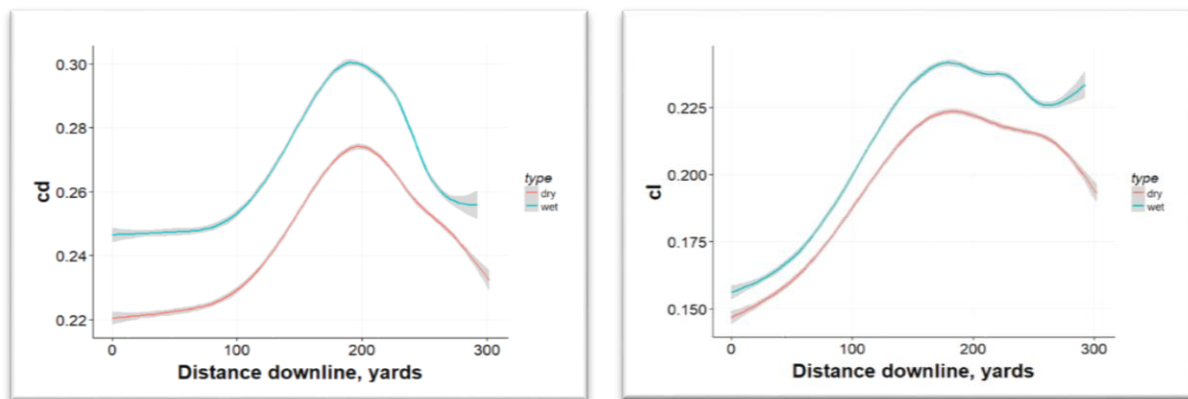 0.30
0.28
0.26
0.24
0.22
cd
0
100
200
300
Distance downline, yards
type
dry
wet
0.225
0.200
0.175
0.150
cl
0
100
200
300
Distance downline, yards
type
dry
wet